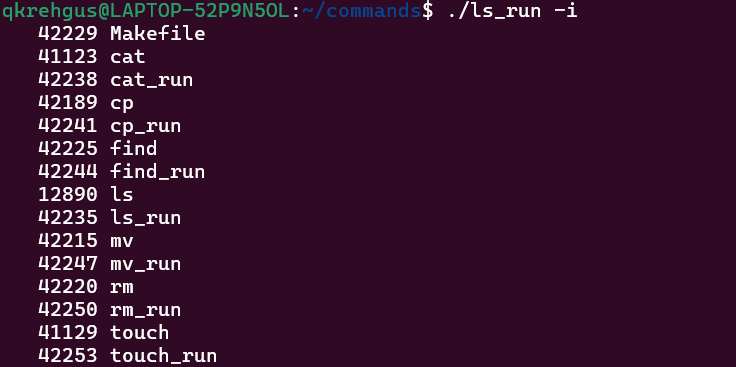 qkrehgus@LAPTOP-52P9N5OL:~/commands$ ./ls_run -i
42229 Makefile
41123 cat
42238 cat_run
42189 cp
42241 cp_run
42225 find
42244 find_run
12890 ls
42235 ls_run
42215 mv
42247 mv_run
42220 rm
42250 rm_run
41129 touch
42253 touch_run